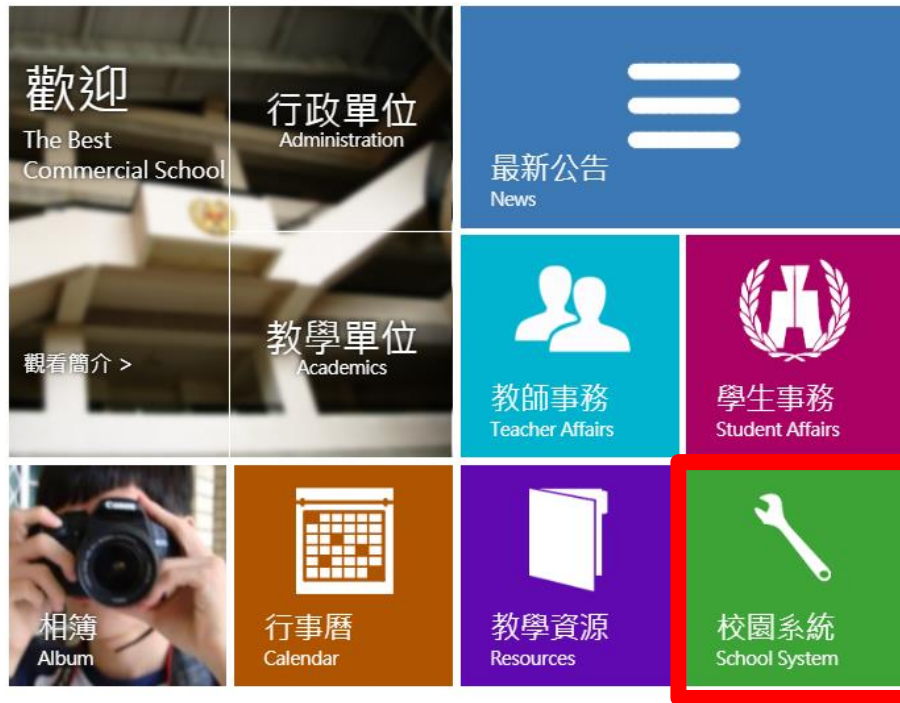 歡迎
The Best
Commercial School
觀看簡介 >
行政單位
Administration
教學單位
Academics
最新公告
News
教師事務
Teacher Affairs
學生事務
Student Affairs
相簿
Album
行事曆
Calendar
教學資源
Resources
校園系統
School System